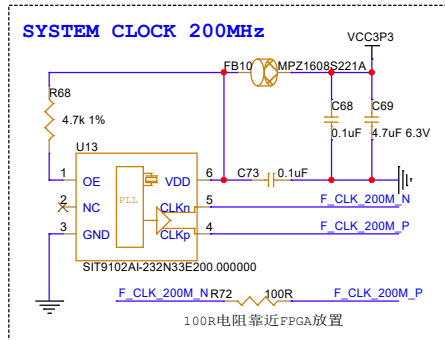 SYSTEM CLOCK 200MHz
VCC3P3
FB10 MPZ1608S221A
R68
4.7k 1%
C68
0.1uF
C69
4.7uF 6.3V
U13
1 OE
2 NC
3 GND
PLL
VDD 6
CLKn 5
CLKp 4
C73 0.1uF
F_CLK_200M_N
F_CLK_200M_P
SIT9102AI-232N33E200.000000
F_CLK_200M_N R72 100R F_CLK_200M_P
100R电阻靠近FPGA放置